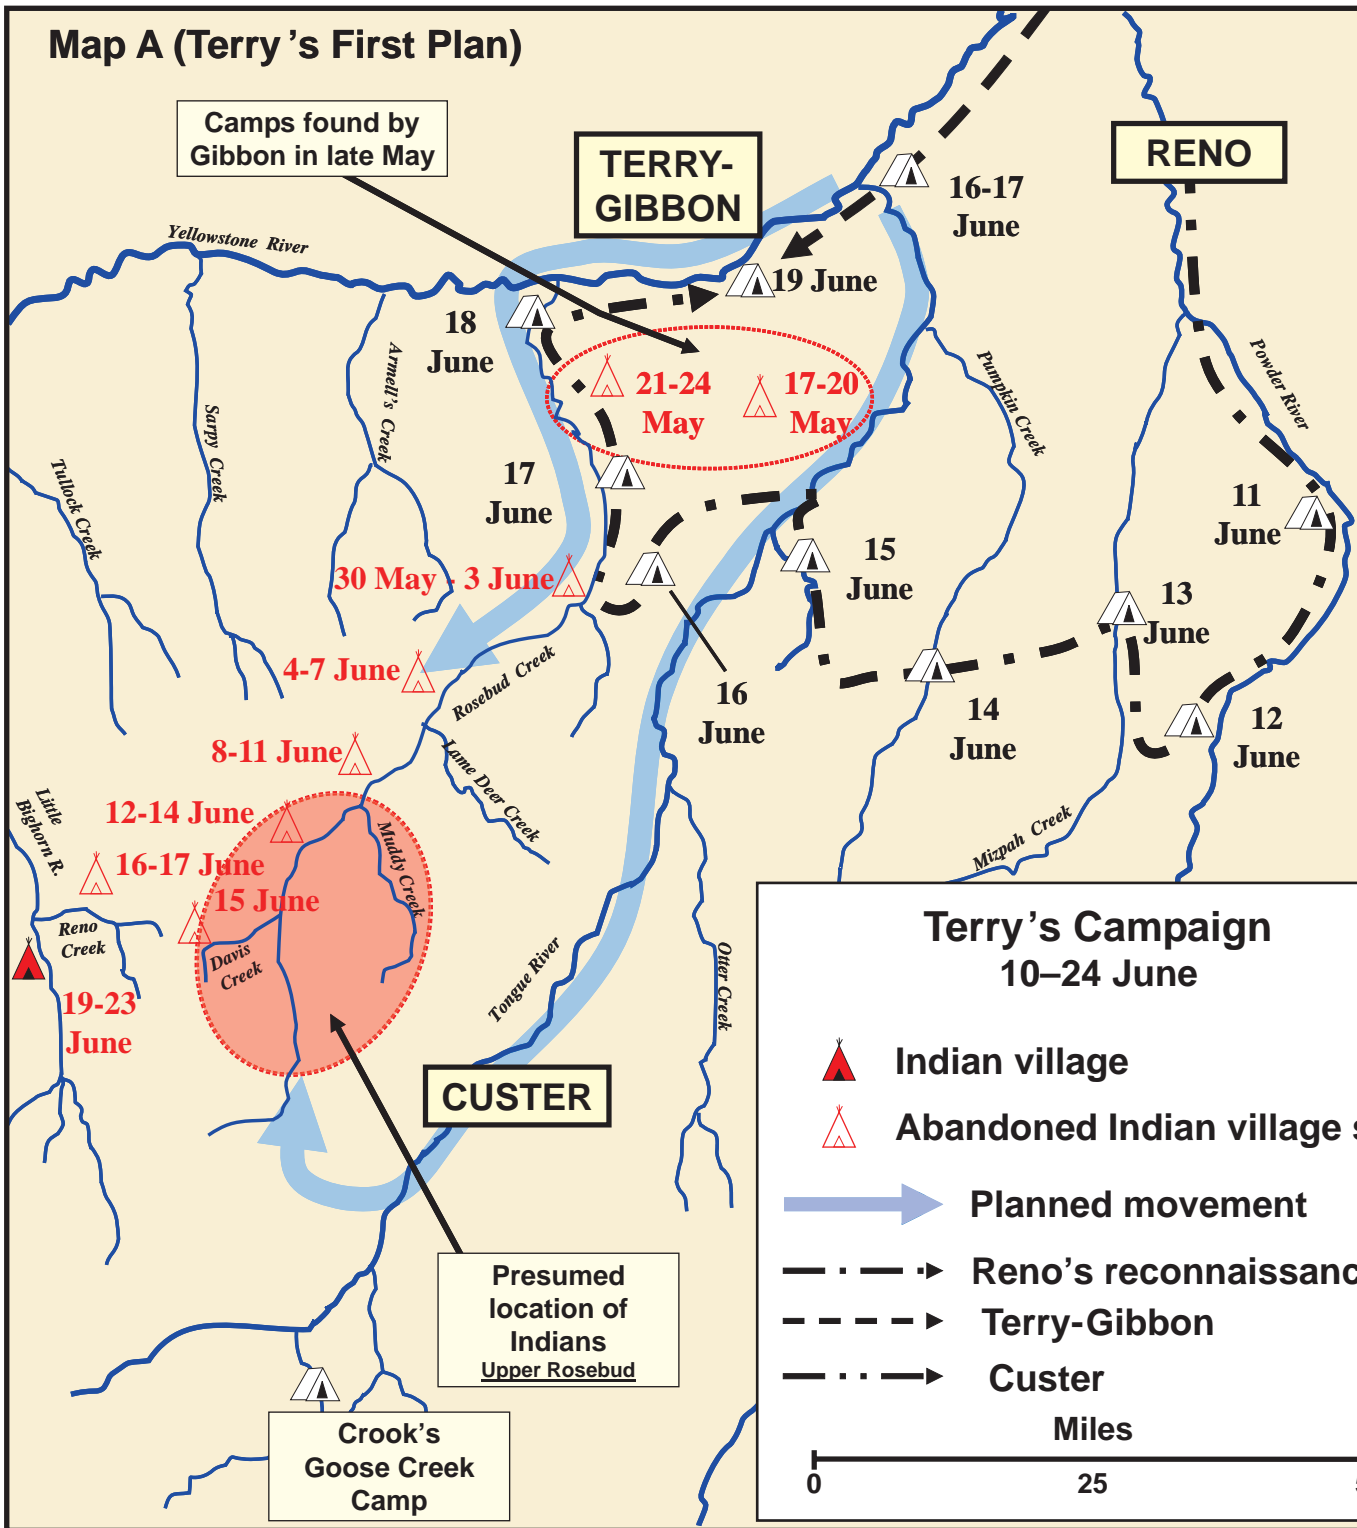 Map A (Terry's First Plan)
Camps found by
Gibbon in late May
TERRY-
GIBBON
RENO
16-17
June
Yellowstone River
19 June
18
June
Armell's Creek
Sarpy Creek
Tullock Creek
21-24
May
17-20
May
Pumpkin Creek
Powder River
17
June
11
June
15
June
30 May - 3 June
13
June
4-7 June
Rosebud Creek
16
June
14
June
12
June
8-11 June
Lame Deer Creek
Little
Bighorn R.
12-14 June
Muddy Creek
Mizpah Creek
16-17 June
15 June
Reno
Creek
Davis
Creek
Tongue River
Otter Creek
19-23
June
CUSTER
Presumed
location of
Indians
Upper Rosebud
Crook's
Goose Creek
Camp
Terry's Campaign
10–24 June
Indian village
Abandoned Indian village s
Planned movement
Reno's reconnaissanc
Terry-Gibbon
Custer
Miles
0 25 5